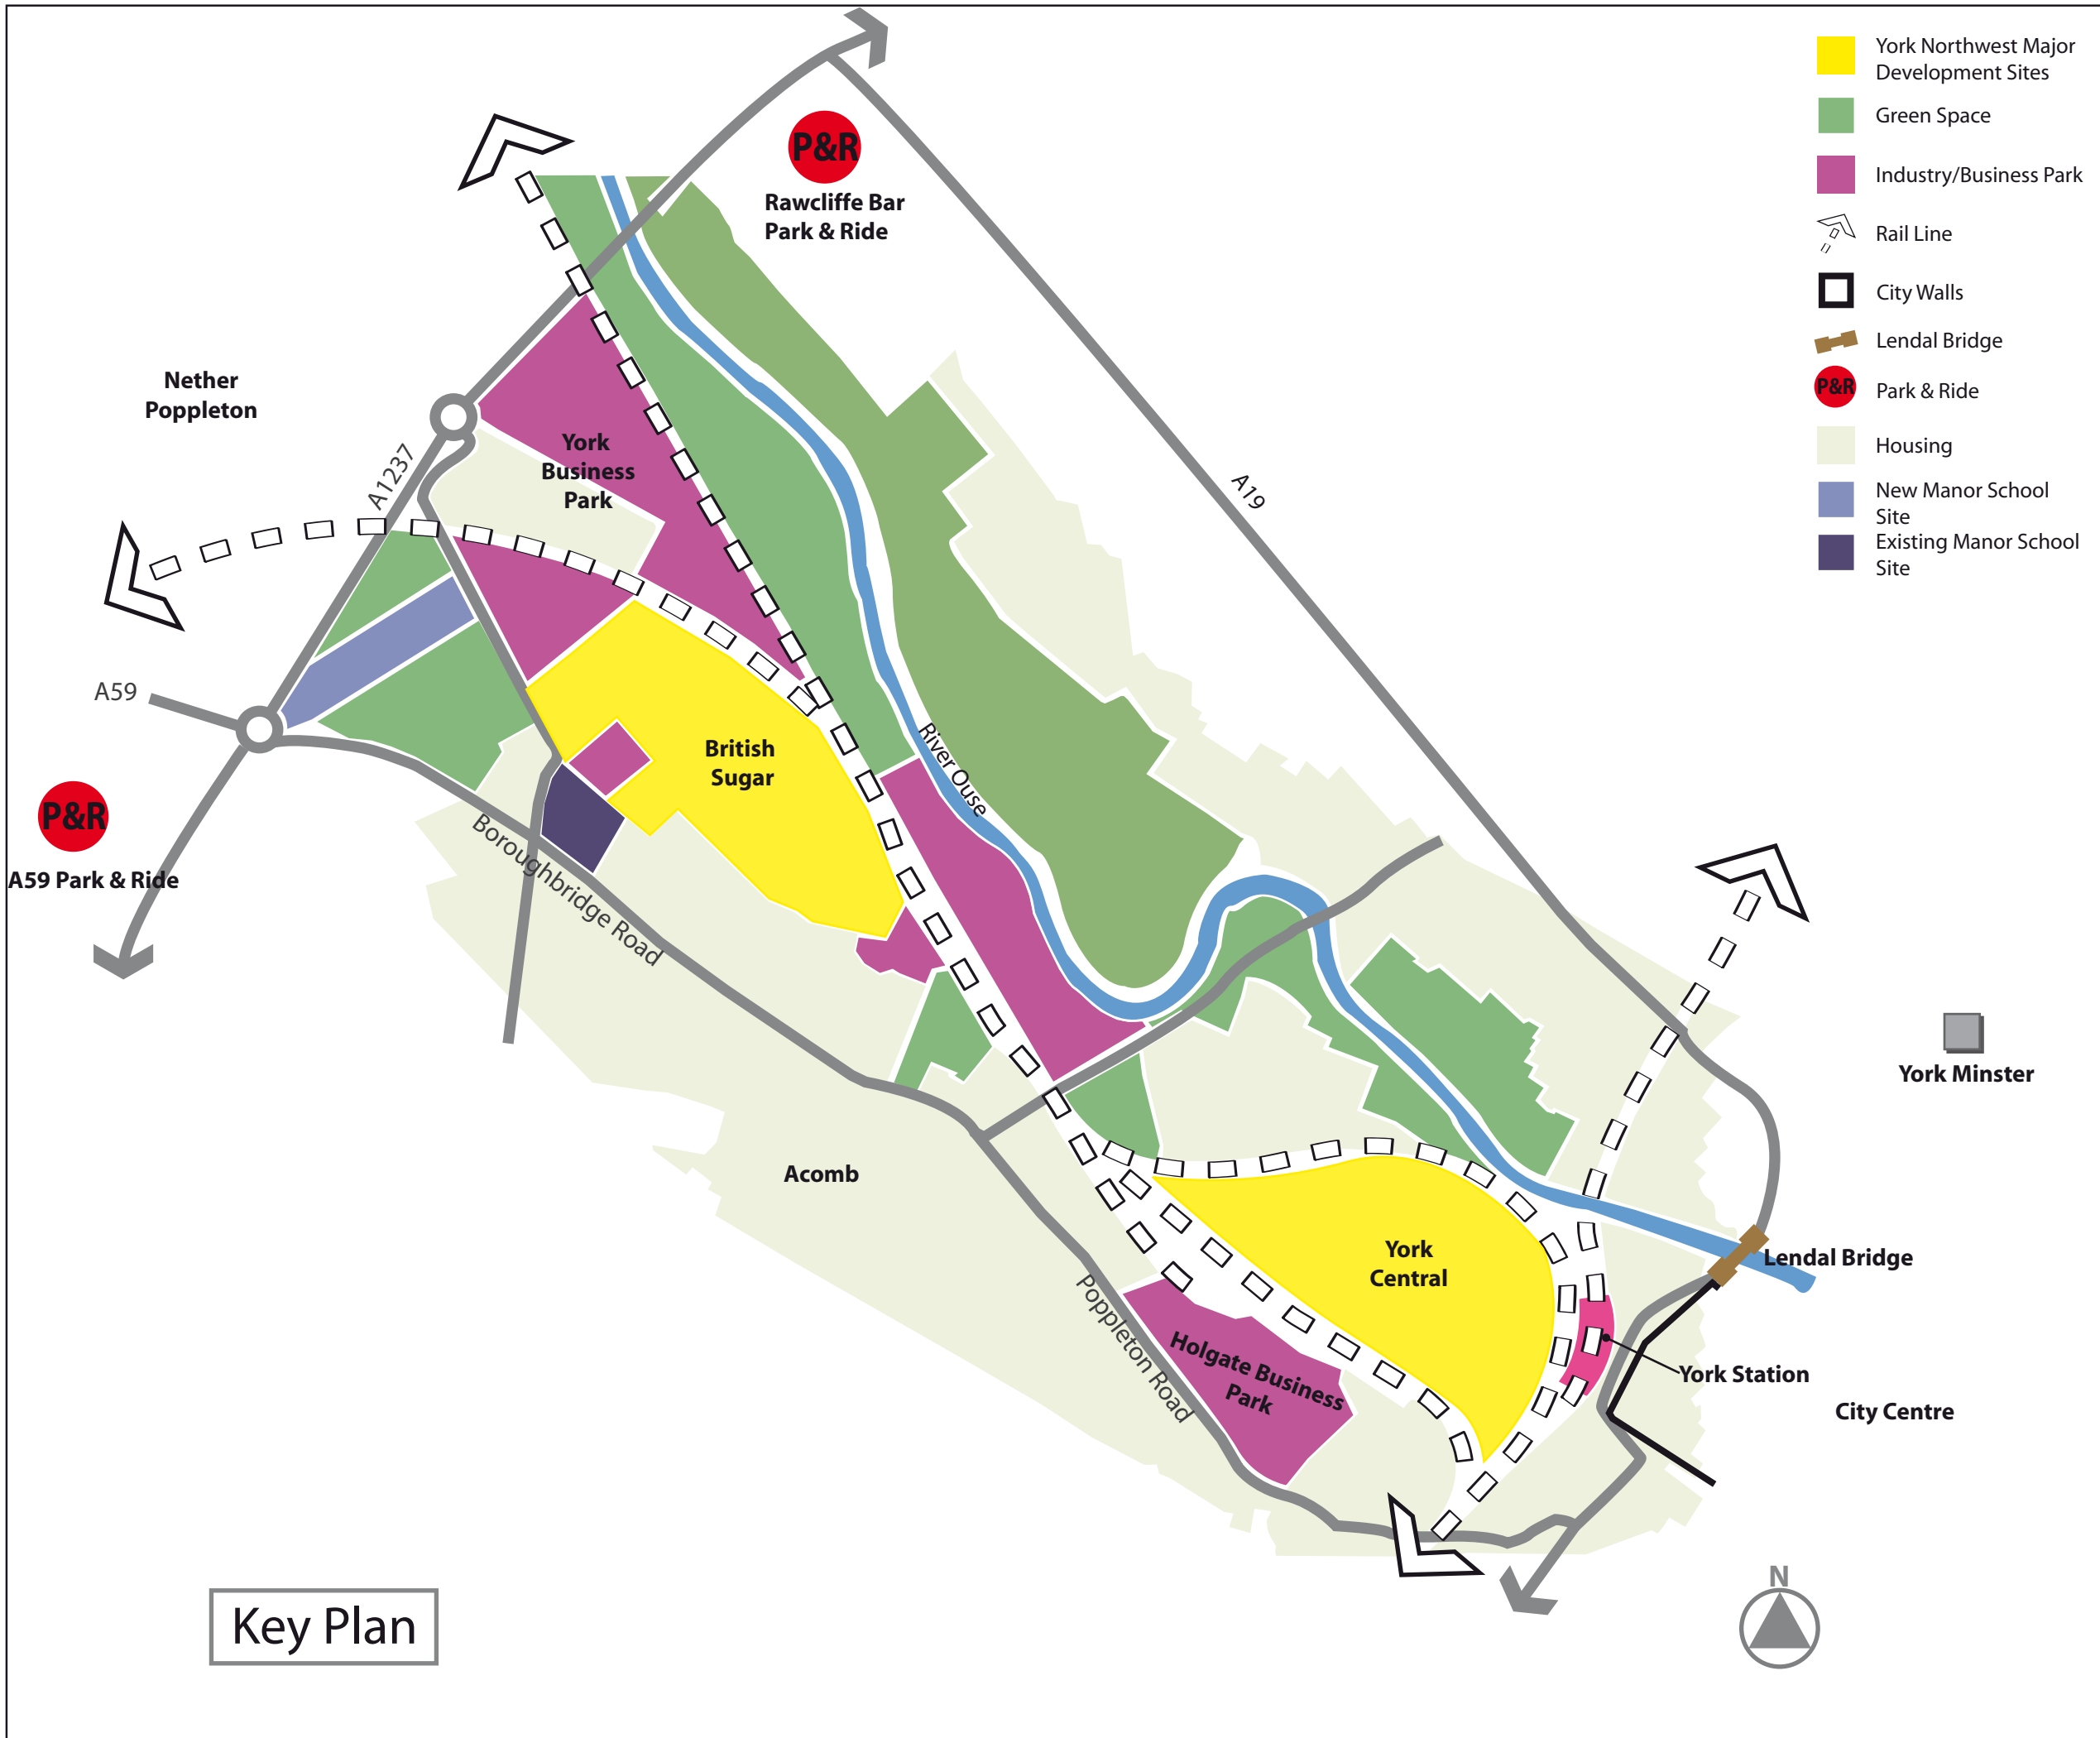 York Northwest Major
Development Sites
Green Space
Industry/Business Park
Rail Line
City Walls
Lendal Bridge
P&R
Park & Ride
Housing
New Manor School
Site
Existing Manor School
Site
P&R
Rawcliffe Bar
Park & Ride
Nether
Poppleton
A1237
York
Business
Park
A19
A59
British
Sugar
River Ouse
P&R
A59 Park & Ride
Boroughbridge Road
York Minster
Acomb
York
Central
Lendal Bridge
Poppleton Road
Holgate Business
Park
York Station
City Centre
Key Plan
N